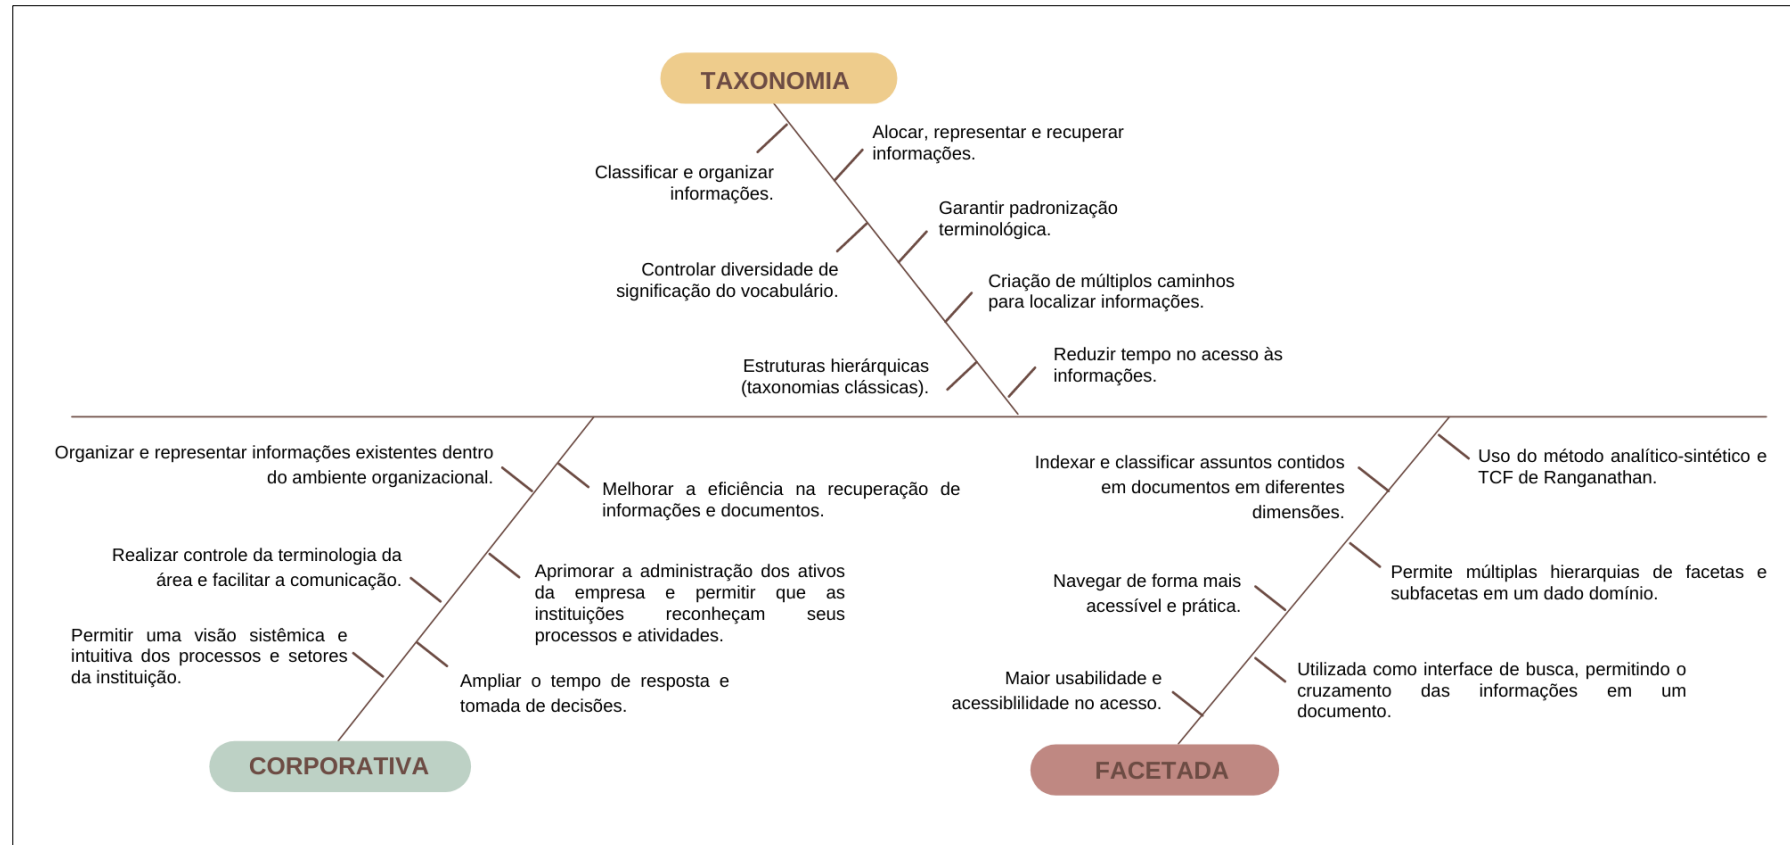 TAXONOMIA
Classificar e organizar
informações.
Alocar, representar e recuperar
informações.
Garantir padronização
terminológica.
Controlar diversidade de
significação do vocabulário.
Criação de múltiplos caminhos
para localizar informações.
Estruturas hierárquicas
(taxonomias clássicas).
Reduzir tempo no acesso às
informações.
Organizar e representar informações existentes dentro
do ambiente organizacional.
Melhorar a eficiência na recuperação de
informações e documentos.
Realizar controle da terminologia da
área e facilitar a comunicação.
Aprimorar a administração dos ativos
da empresa e permitir que as
instituições reconheçam seus
processos e atividades.
Permitir uma visão sistêmica e
intuitiva dos processos e setores
da instituição.
Ampliar o tempo de resposta e
tomada de decisões.
CORPORATIVA
Indexar e classificar assuntos contidos
em documentos em diferentes
dimensões.
Uso do método analítico-sintético e
TCF de Ranganathan.
Navegar de forma mais
acessível e prática.
Permite múltiplas hierarquias de facetas e
subfacetas em um dado domínio.
Maior usabilidade e
acessiblilidade no acesso.
Utilizada como interface de busca, permitindo o
cruzamento das informações em um
documento.
FACETADA